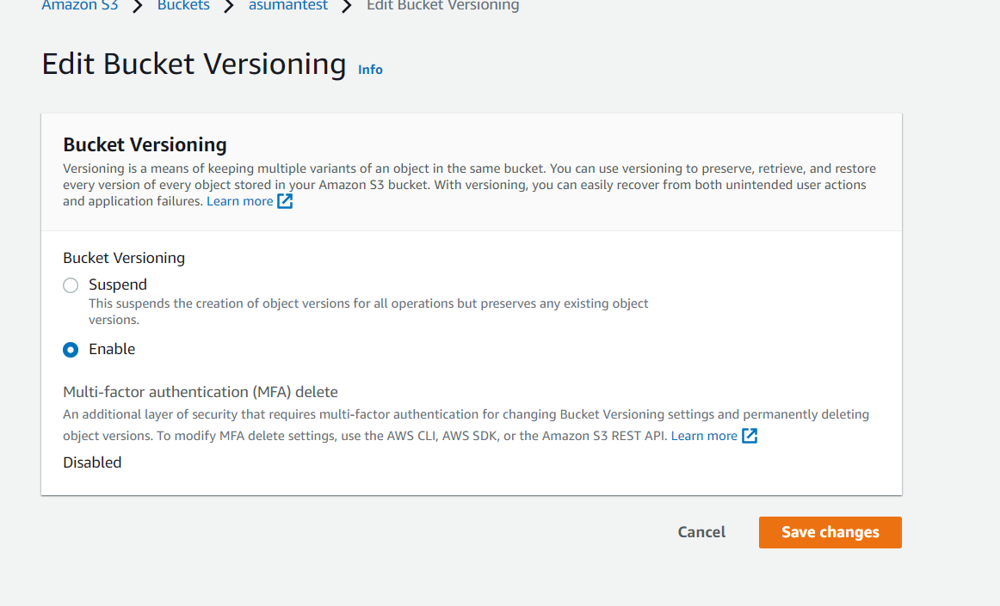 Amazon S3 > Buckets > asumantest > Edit Bucket Versioning
Edit Bucket Versioning Info
Bucket Versioning
Versioning is a means of keeping multiple variants of an object in the same bucket. You can use versioning to preserve, retrieve, and restore
every version of every object stored in your Amazon S3 bucket. With versioning, you can easily recover from both unintended user actions
and application failures. Learn more
Bucket Versioning
Suspend
This suspends the creation of object versions for all operations but preserves any existing object
versions.
Enable
Multi-factor authentication (MFA) delete
An additional layer of security that requires multi-factor authentication for changing Bucket Versioning settings and permanently deleting
object versions. To modify MFA delete settings, use the AWS CLI, AWS SDK, or the Amazon S3 REST API. Learn more
Disabled
Cancel Save changes